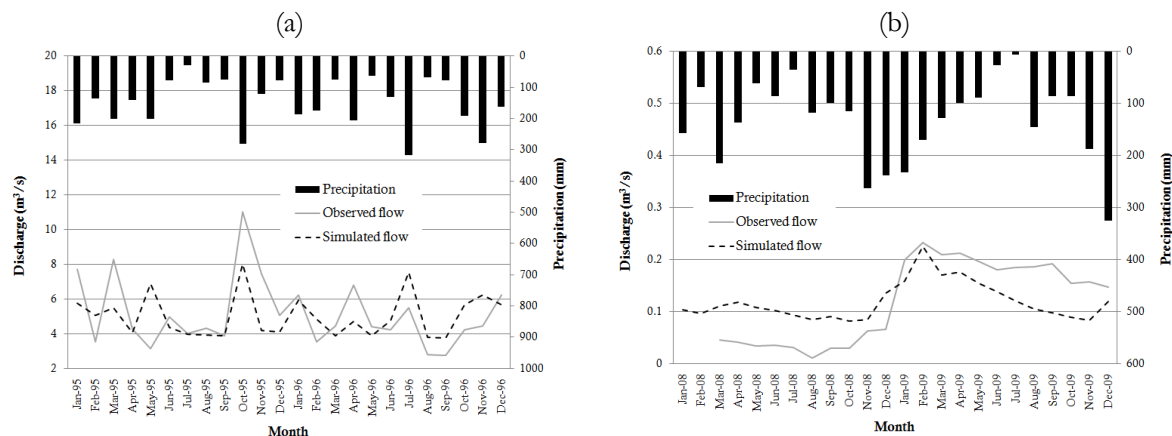 (a)
20
18
16
14
12
10
8
6
4
2
Discharge (m³/s)
0
100
200
300
400
500
600
700
800
900
1000
Precipitation (mm)
Precipitation
Observed flow
Simulated flow
Jan-95
Feb-95
Mar-95
Apr-95
May-95
Jun-95
Jul-95
Aug-95
Sep-95
Oct-95
Nov-95
Dec-95
Jan-96
Feb-96
Mar-96
Apr-96
May-96
Jun-96
Jul-96
Aug-96
Sep-96
Oct-96
Nov-96
Dec-96
Month
(b)
0.6
0.5
0.4
0.3
0.2
0.1
0
Discharge (m³/s)
0
100
200
300
400
500
600
Precipitation (mm)
Precipitation
Observed flow
Simulated flow
Jan-08
Feb-08
Mar-08
Apr-08
May-08
Jun-08
Jul-08
Aug-08
Sep-08
Oct-08
Nov-08
Dec-08
Jan-09
Feb-09
Mar-09
Apr-09
May-09
Jun-09
Jul-09
Aug-09
Sep-09
Oct-09
Nov-09
Dec-09
Month